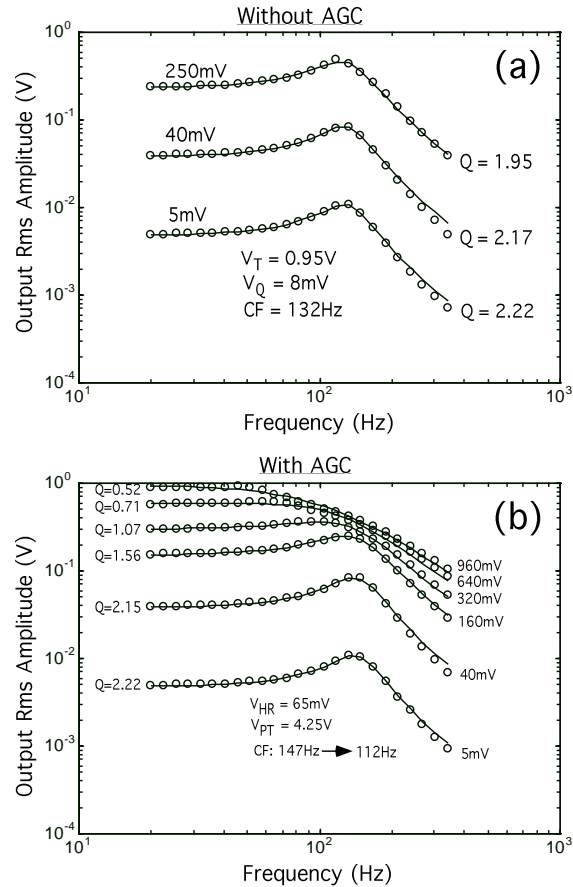 Without AGC
(a)
10^0
10^-1
10^-2
10^-3
10^-4
Output Rms Amplitude (V)
250mV
40mV
5mV
Q = 1.95
Q = 2.17
Q = 2.22
V_T = 0.95V
V_Q = 8mV
CF = 132Hz
10^1
10^2
10^3
Frequency (Hz)
With AGC
(b)
10^0
10^-1
10^-2
10^-3
10^-4
Output Rms Amplitude (V)
Q=0.52
Q=0.71
Q=1.07
Q=1.56
Q=2.15
Q=2.22
960mV
640mV
320mV
160mV
40mV
5mV
V_HR = 65mV
V_PT = 4.25V
CF: 147Hz → 112Hz
10^1
10^2
10^3
Frequency (Hz)